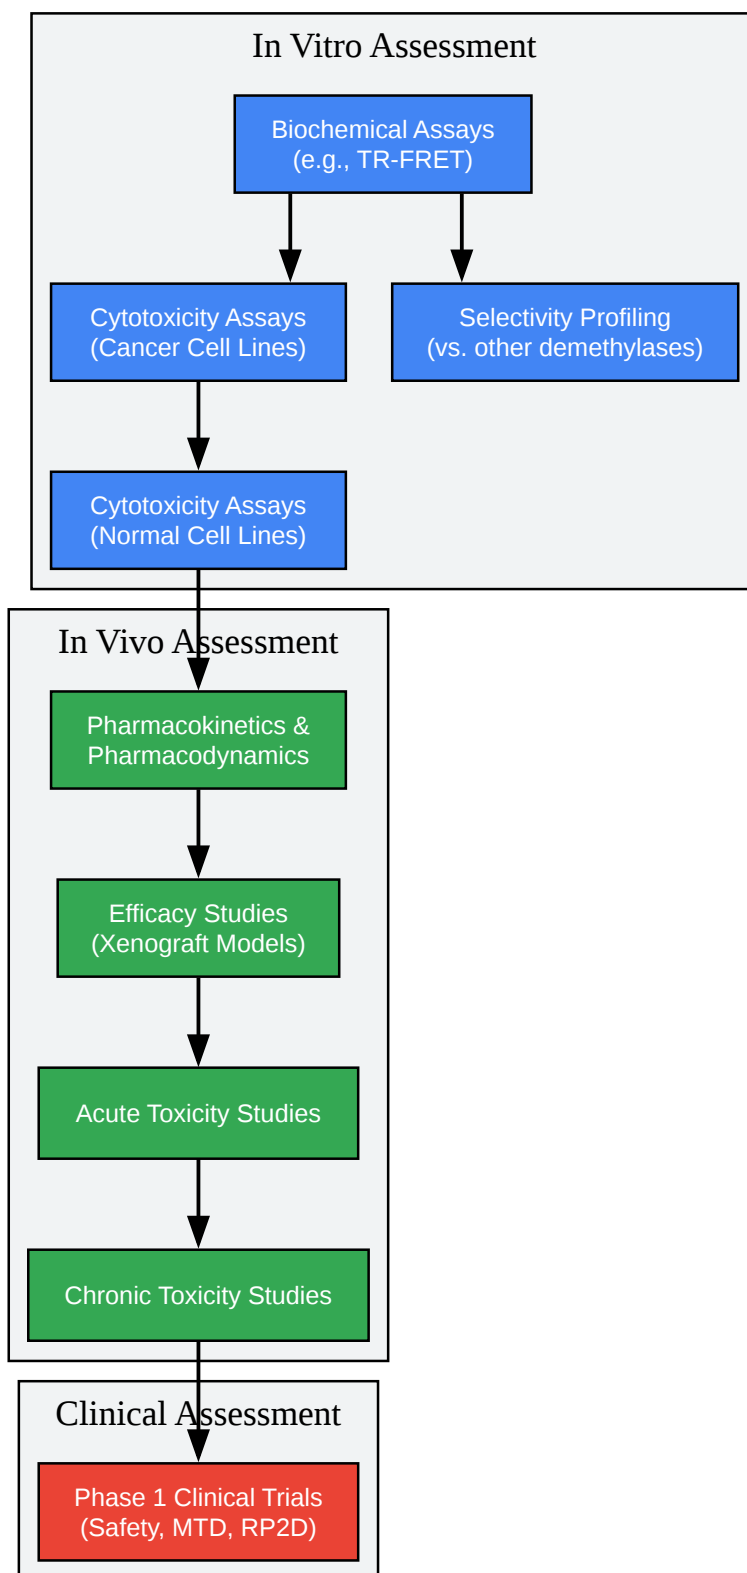 In Vitro Assessment
Biochemical Assays
(e.g., TR-FRET)
Cytotoxicity Assays
(Cancer Cell Lines)
Selectivity Profiling
(vs. other demethylases)
Cytotoxicity Assays
(Normal Cell Lines)
In Vivo Assessment
Pharmacokinetics &
Pharmacodynamics
Efficacy Studies
(Xenograft Models)
Acute Toxicity Studies
Chronic Toxicity Studies
Clinical Assessment
Phase 1 Clinical Trials
(Safety, MTD, RP2D)